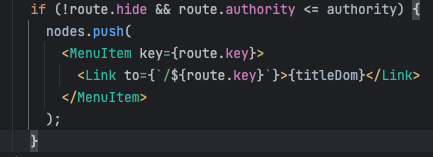 if (!route.hide && route.authority <= authority) {
  nodes.push(
    <MenuItem key={route.key}>
      <Link to={`/${route.key}`}>{titleDom}</Link>
    </MenuItem>
  );
}